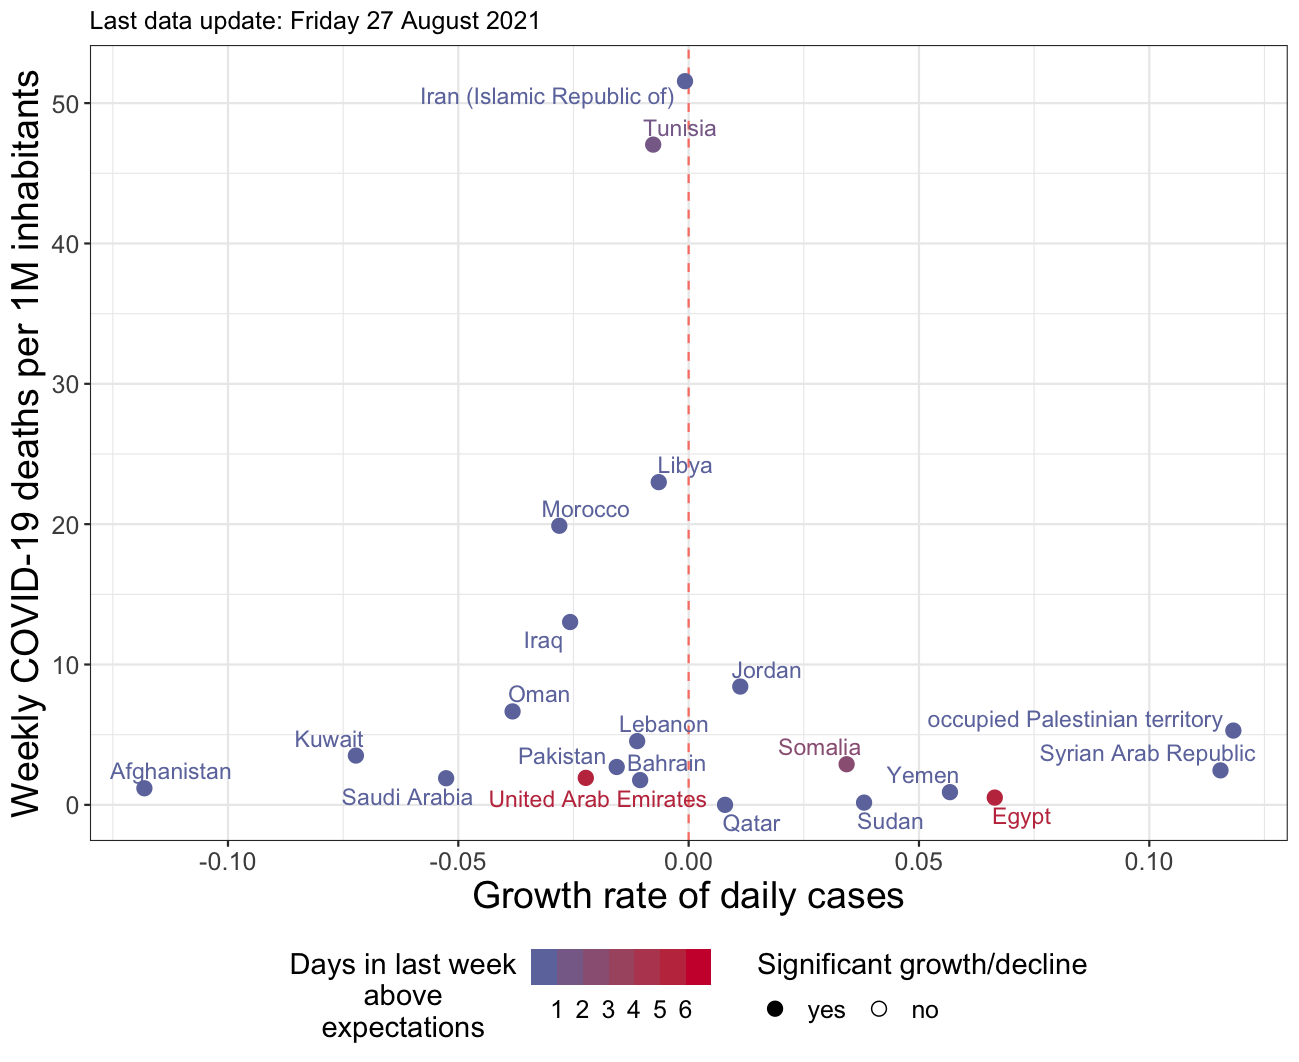 Last data update: Friday 27 August 2021
Weekly COVID-19 deaths per 1M inhabitants
50
40
30
20
10
0
Iran (Islamic Republic of)
Tunisia
Libya
Morocco
Iraq
Jordan
Oman
occupied Palestinian territory
Lebanon
Kuwait
Somalia
Syrian Arab Republic
Pakistan
Bahrain
Afghanistan
Yemen
Saudi Arabia
United Arab Emirates
Egypt
Qatar
Sudan
-0.10
-0.05
0.00
0.05
0.10
Growth rate of daily cases
Days in last week
above
expectations
1 2 3 4 5 6
Significant growth/decline
yes
no